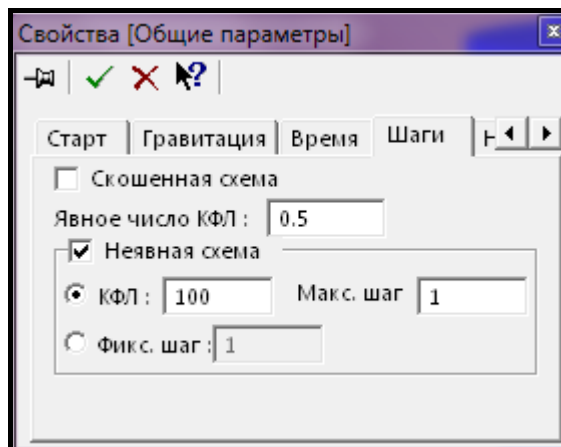 Свойства [Общие параметры]
Старт Гравитация Время Шаги
Скошенная схема
Явное число КФЛ : 0.5
Неявная схема
КФЛ : 100 Макс. шаг 1
Фикс. шаг : 1